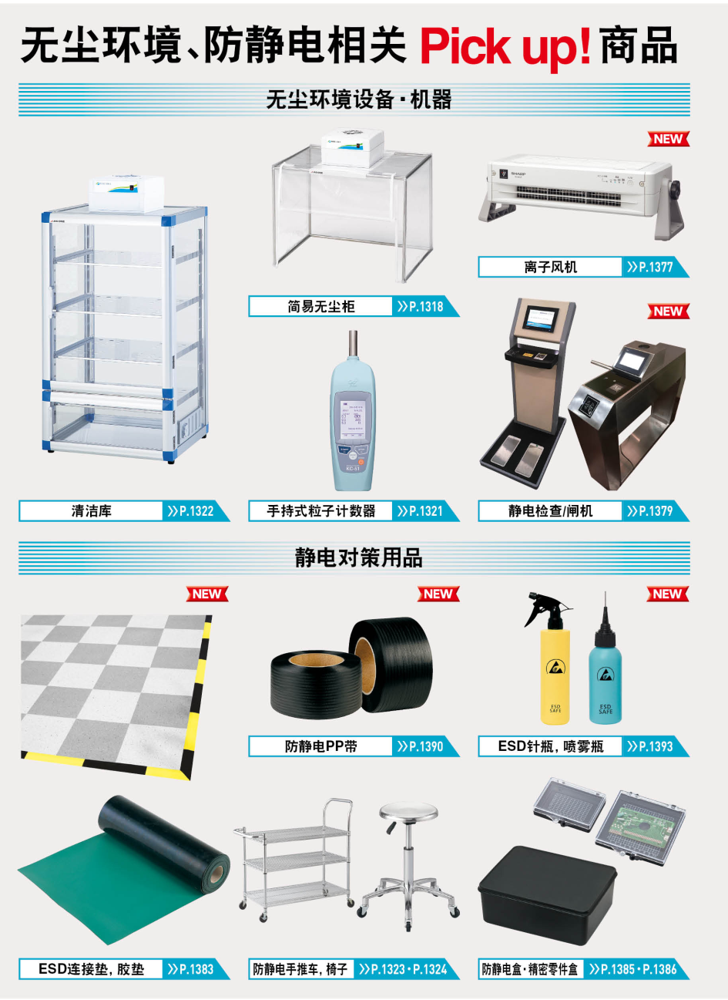 无尘环境、防静电相关 Pick up! 商品
无尘环境设备·机器
NEW
SHARP
离子风机 >>P.1377
简易无尘柜 >>P.1318
NEW
KC-51
清洁库 >>P.1322
手持式粒子计数器 >>P.1321
静电检查/闸机 >>P.1379
静电对策用品
NEW
NEW
NEW
ESD
SAFE
ESD
SAFE
防静电PP带 >>P.1390
ESD针瓶, 喷雾瓶 >>P.1393
ESD连接垫, 胶垫 >>P.1383
防静电手推车, 椅子 >>P.1323·P.1324
防静电盒·精密零件盒 >>P.1385·P.1386